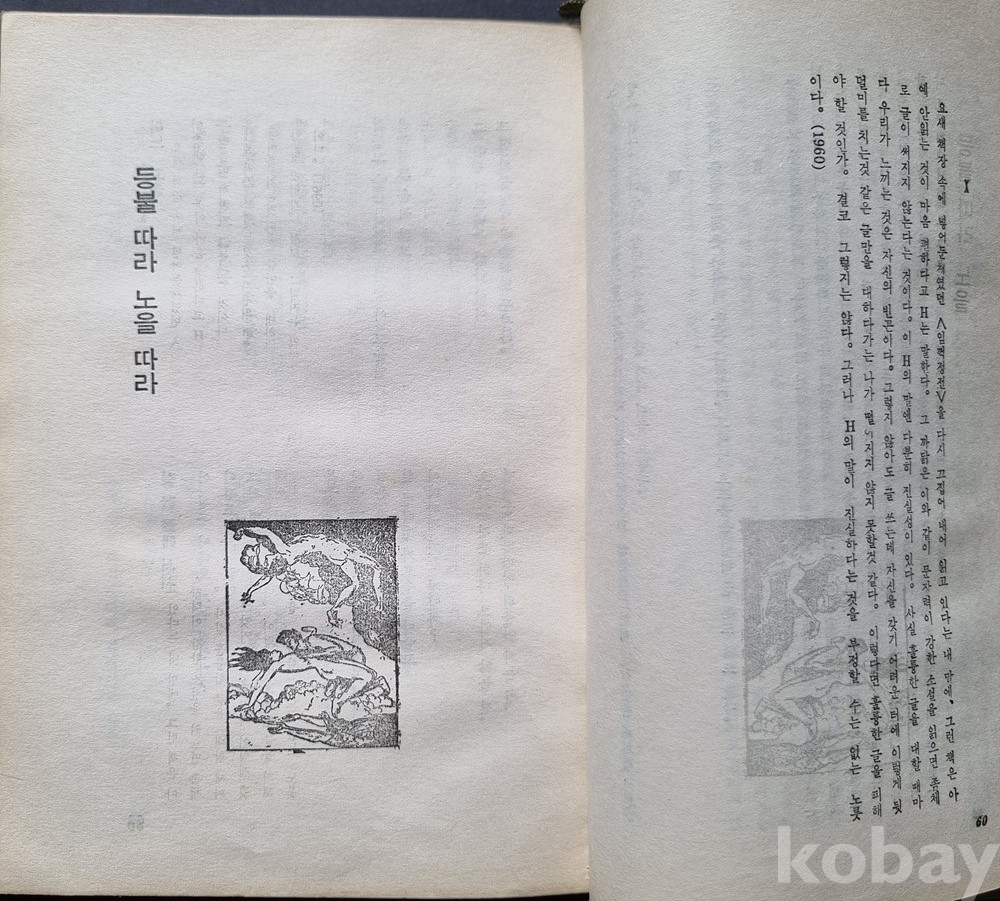 I
요새 책장 속에 넣어둔채였던 <임꺽정전>을 다시 끄집어 내어 읽고 있다는 내 말에, 그런 책은 아
예 안읽는 것이 마음 편하다고 H는 말한다. 그 까닭은 이와 같이 문자력이 강한 소설을 읽으면 좀체
로 글이 써지지 않는다는 것이다. 이 H의 말엔 다분히 진실성이 있다. 사실 훌륭한 글을 대할 때마
다 우리가 느끼는 것은 자신의 빈곤이다. 그렇지 않아도 글 쓰는데 자신을 갖기 어려운 터에 이렇게 뒷
덜미를 치는것 같은 글만을 대하다가는 나가 떨어지지 않지 못할것 같다. 이렇다면 훌륭한 글을 피해
야 할 것인가. 결코 그렇지는 않다. 그러나 H의 말이 진실하다는 것을 부정할 수는 없는 노릇
이다. (1960)
60
등불 따라 노을 따라
kobay